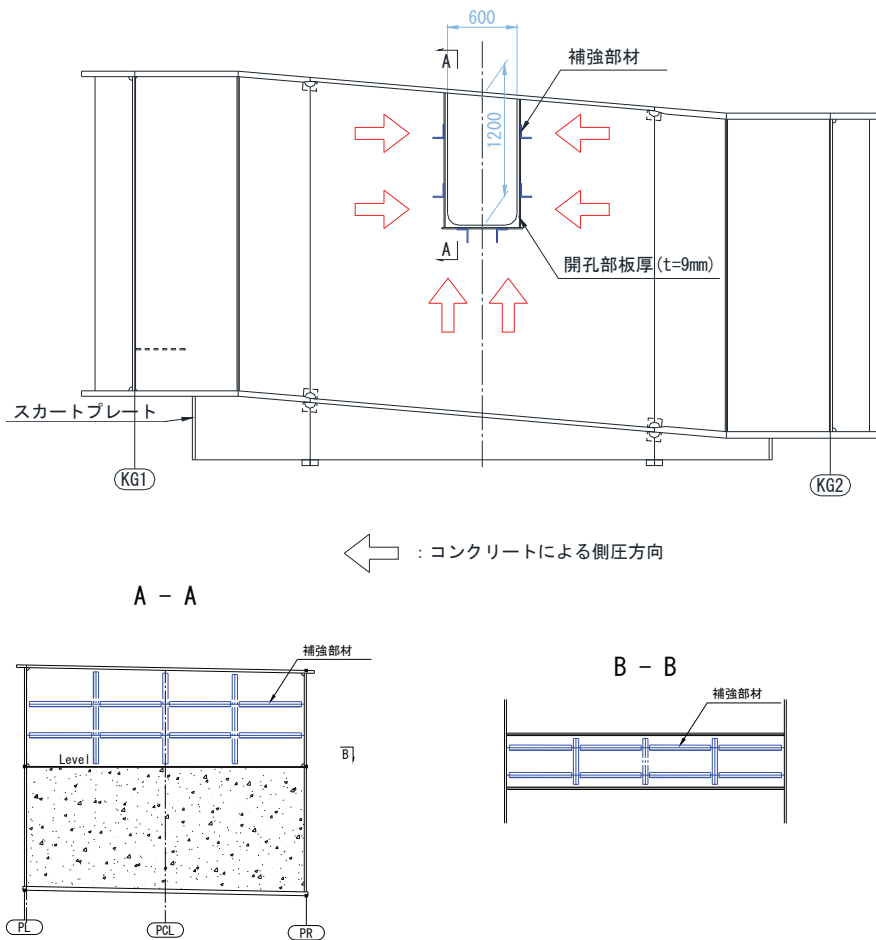 600
A
補強部材
1200
A
開孔部板厚(t=9mm)
スカートプレート
KG1
KG2
：コンクリートによる側圧方向
A － A
補強部材
B － B
補強部材
Level
B
PL
PCL
PR